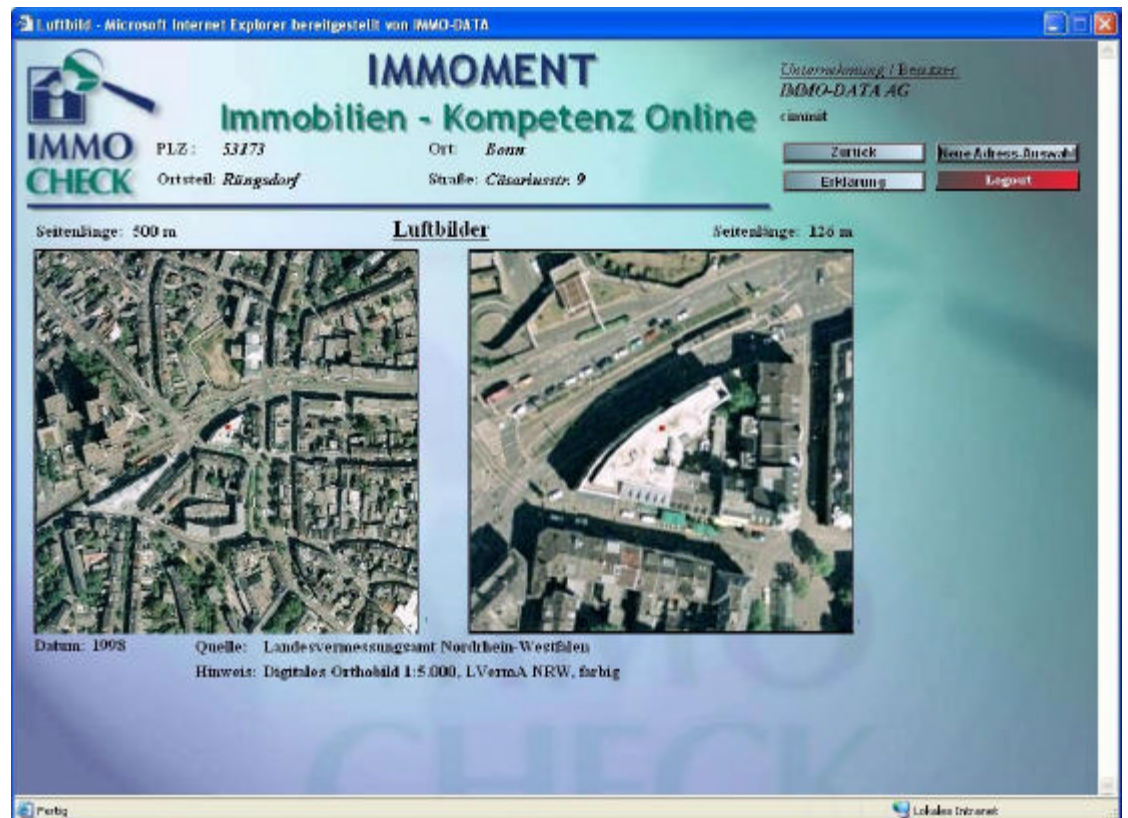 Luftbild - Microsoft Internet Explorer bereitgestellt von IMMO-DATA
IMMOMENT
Immobilien - Kompetenz Online
IMMO
CHECK
Unternehmung / Benutzer
IMMO-DATA AG
PLZ: 53173 Ort: Bonn
Ortsteil: Rüngsdorf Straße: Cäsariusstr. 9
Zurück Neue Adress-Auswahl
Erklärung Logout
Seitenlänge: 500 m Luftbilder Seitenlänge: 126 m
Datum: 1998 Quelle: Landesvermessungsamt Nordrhein-Westfalen
Hinweis: Digitales Orthobild 1:5.000, LVermA NRW, farbig
IMMO
CHECK
Fertig Lokales Intranet